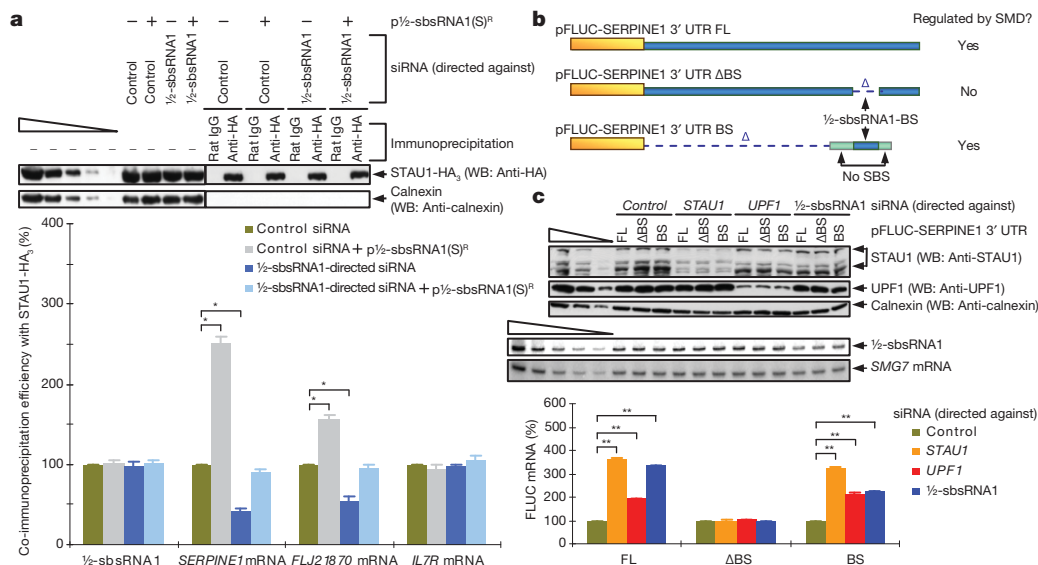 a
p½-sbsRNA1(S)ᴿ
− + − +
− + − + − − + + − − + +
siRNA (directed against)
Control Control ½-sbsRNA1 ½-sbsRNA1 Control Control ½-sbsRNA1 ½-sbsRNA1
Rat IgG Anti-HA Rat IgG Anti-HA Rat IgG Anti-HA Rat IgG Anti-HA
Immunoprecipitation
− − − − − − − − −
STAU1-HA₃ (WB: Anti-HA)
Calnexin
(WB: Anti-calnexin)
Co-immunoprecipitation efficiency with STAU1-HA₃ (%)
400
300
200
100
0
Control siRNA
Control siRNA + p½-sbsRNA1(S)ᴿ
½-sbsRNA1-directed siRNA
½-sbsRNA1-directed siRNA + p½-sbsRNA1(S)ᴿ
* * * *
½-sbsRNA1 SERPINE1 mRNA FLJ21870 mRNA IL7R mRNA
b
Regulated by SMD?
pFLUC-SERPINE1 3′ UTR FL
Yes
pFLUC-SERPINE1 3′ UTR ΔBS
Δ
No
½-sbsRNA1-BS
pFLUC-SERPINE1 3′ UTR BS
Δ
Yes
No SBS
c
Control STAU1 UPF1 ½-sbsRNA1 siRNA (directed against)
FL ΔBS BS FL ΔBS BS FL ΔBS BS FL ΔBS BS
pFLUC-SERPINE1 3′ UTR
STAU1 (WB: Anti-STAU1)
UPF1 (WB: Anti-UPF1)
Calnexin (WB: Anti-calnexin)
½-sbsRNA1
SMG7 mRNA
FLUC mRNA (%)
500
400
300
200
100
0
** ** ** ** ** **
siRNA (directed against)
Control
STAU1
UPF1
½-sbsRNA1
FL ΔBS BS